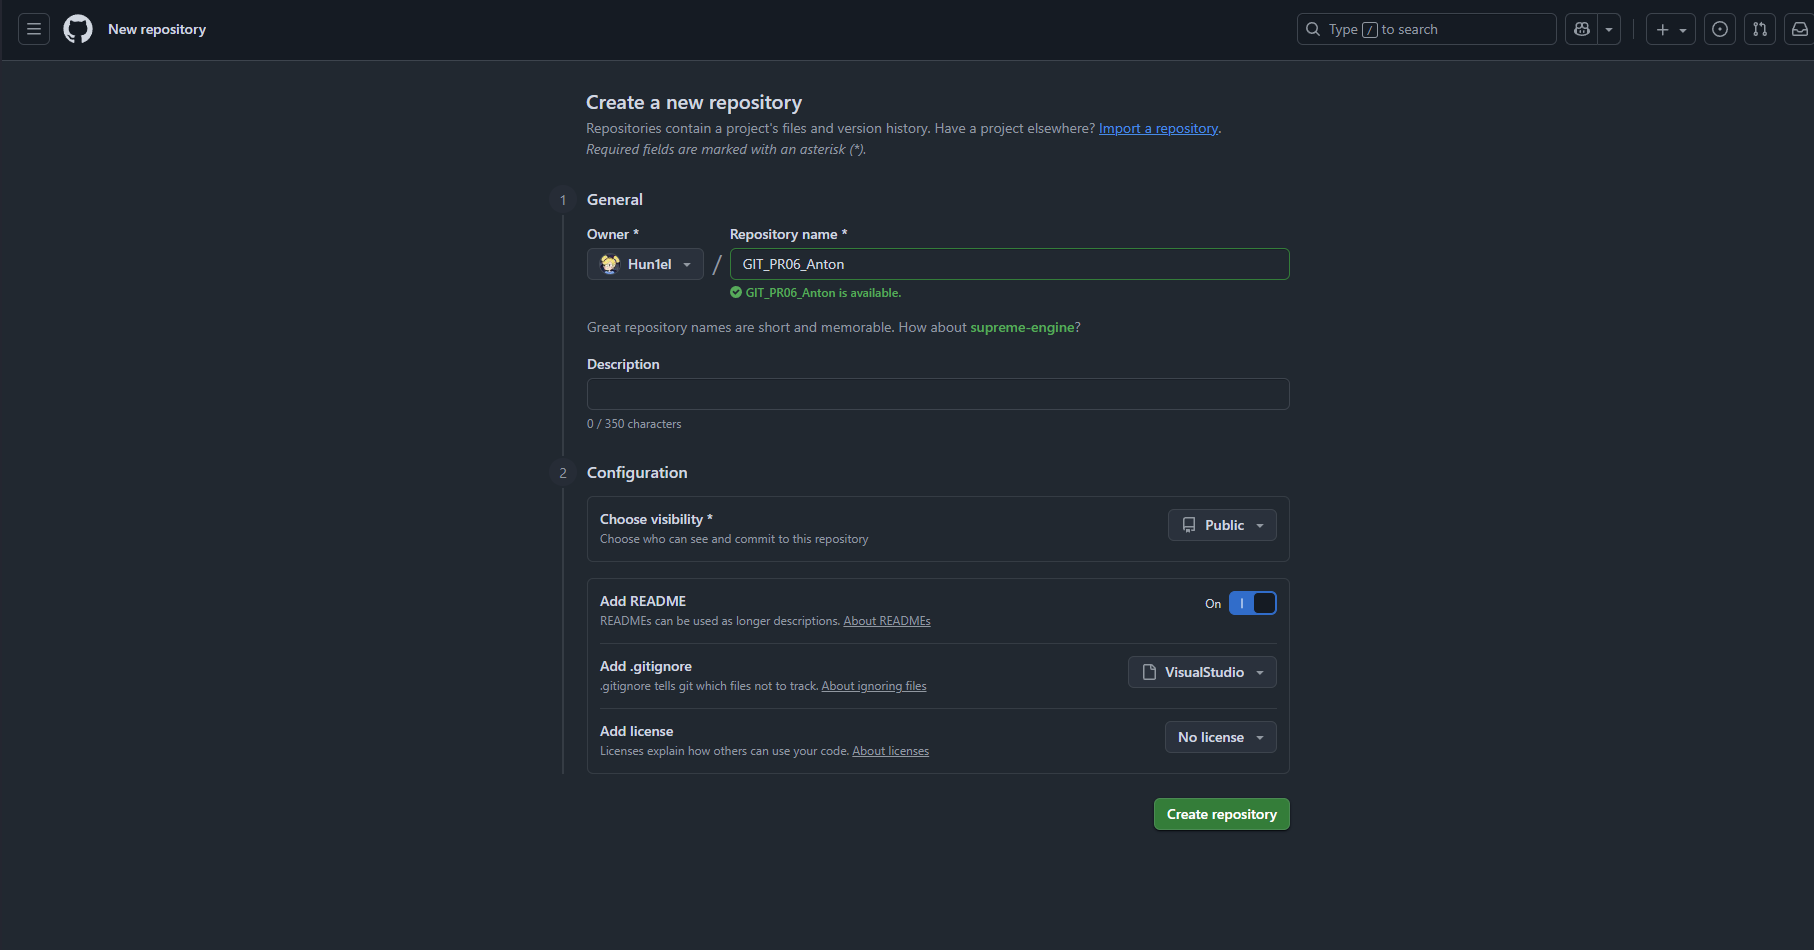 New repository
Type / to search
Create a new repository
Repositories contain a project's files and version history. Have a project elsewhere? Import a repository.
Required fields are marked with an asterisk (*).
1 General
Owner * Repository name *
Hun1el / GIT_PR06_Anton
GIT_PR06_Anton is available.
Great repository names are short and memorable. How about supreme-engine?
Description
0 / 350 characters
2 Configuration
Choose visibility *
Public
Choose who can see and commit to this repository
Add README
On
READMEs can be used as longer descriptions. About READMEs
Add .gitignore
VisualStudio
.gitignore tells git which files not to track. About ignoring files
Add license
No license
Licenses explain how others can use your code. About licenses
Create repository